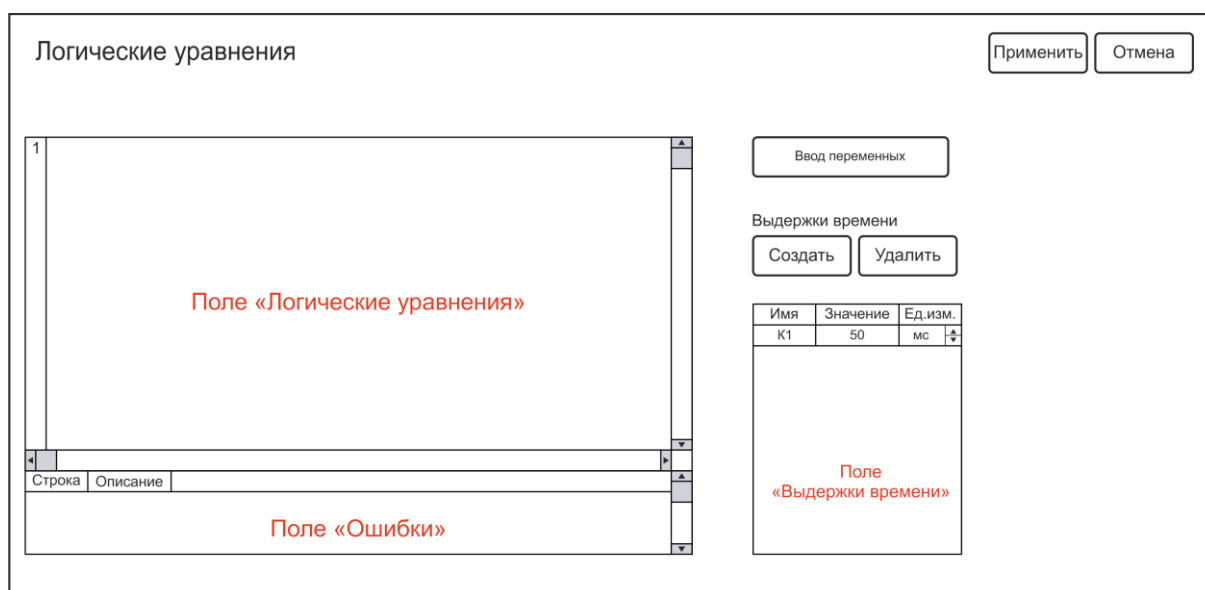 Логические уравнения
Применить
Отмена
1
Поле «Логические уравнения»
Строка Описание
Поле «Ошибки»
Ввод переменных
Выдержки времени
Создать Удалить
Имя Значение Ед.изм.
К1 50 мс
Поле
«Выдержки времени»